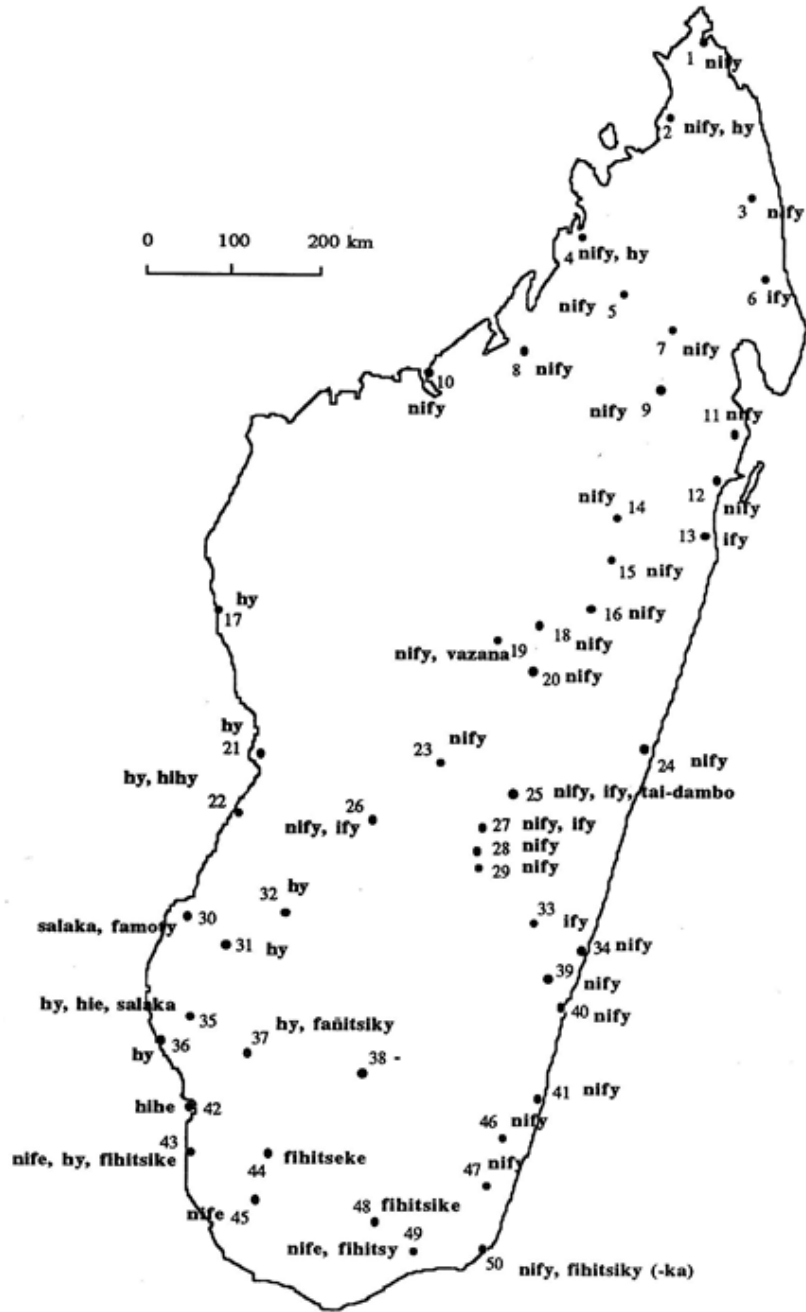 1 nify
2 nify, hy
3 nify
0 100 200 km
4 nify, hy
nify 5
6 ify
7 nify
8 nify
10
nify
nify 9
11 nify
12
nify
nify 14
13 ify
15 nify
hy
17
16 nify
18
nify
nify, vazana 19
20 nify
hy
21
23 nify
24 nify
hy, hihy
22
25 nify, ify, tai-dambo
26
nify, ify
27 nify, ify
28 nify
29 nify
32 hy
30
salaka, famoty
31 hy
33 ify
34 nify
39 nify
40 nify
hy, hie, salaka 35
hy 36
37 hy, fañitsiky
38 -
hihe 42
41 nify
43
nife, hy, fihitsike
44 fihitseke
46 nify
47 nify
nife 45
48 fihitsike
49
nife, fihitsy
50 nify, fihitsiky (-ka)